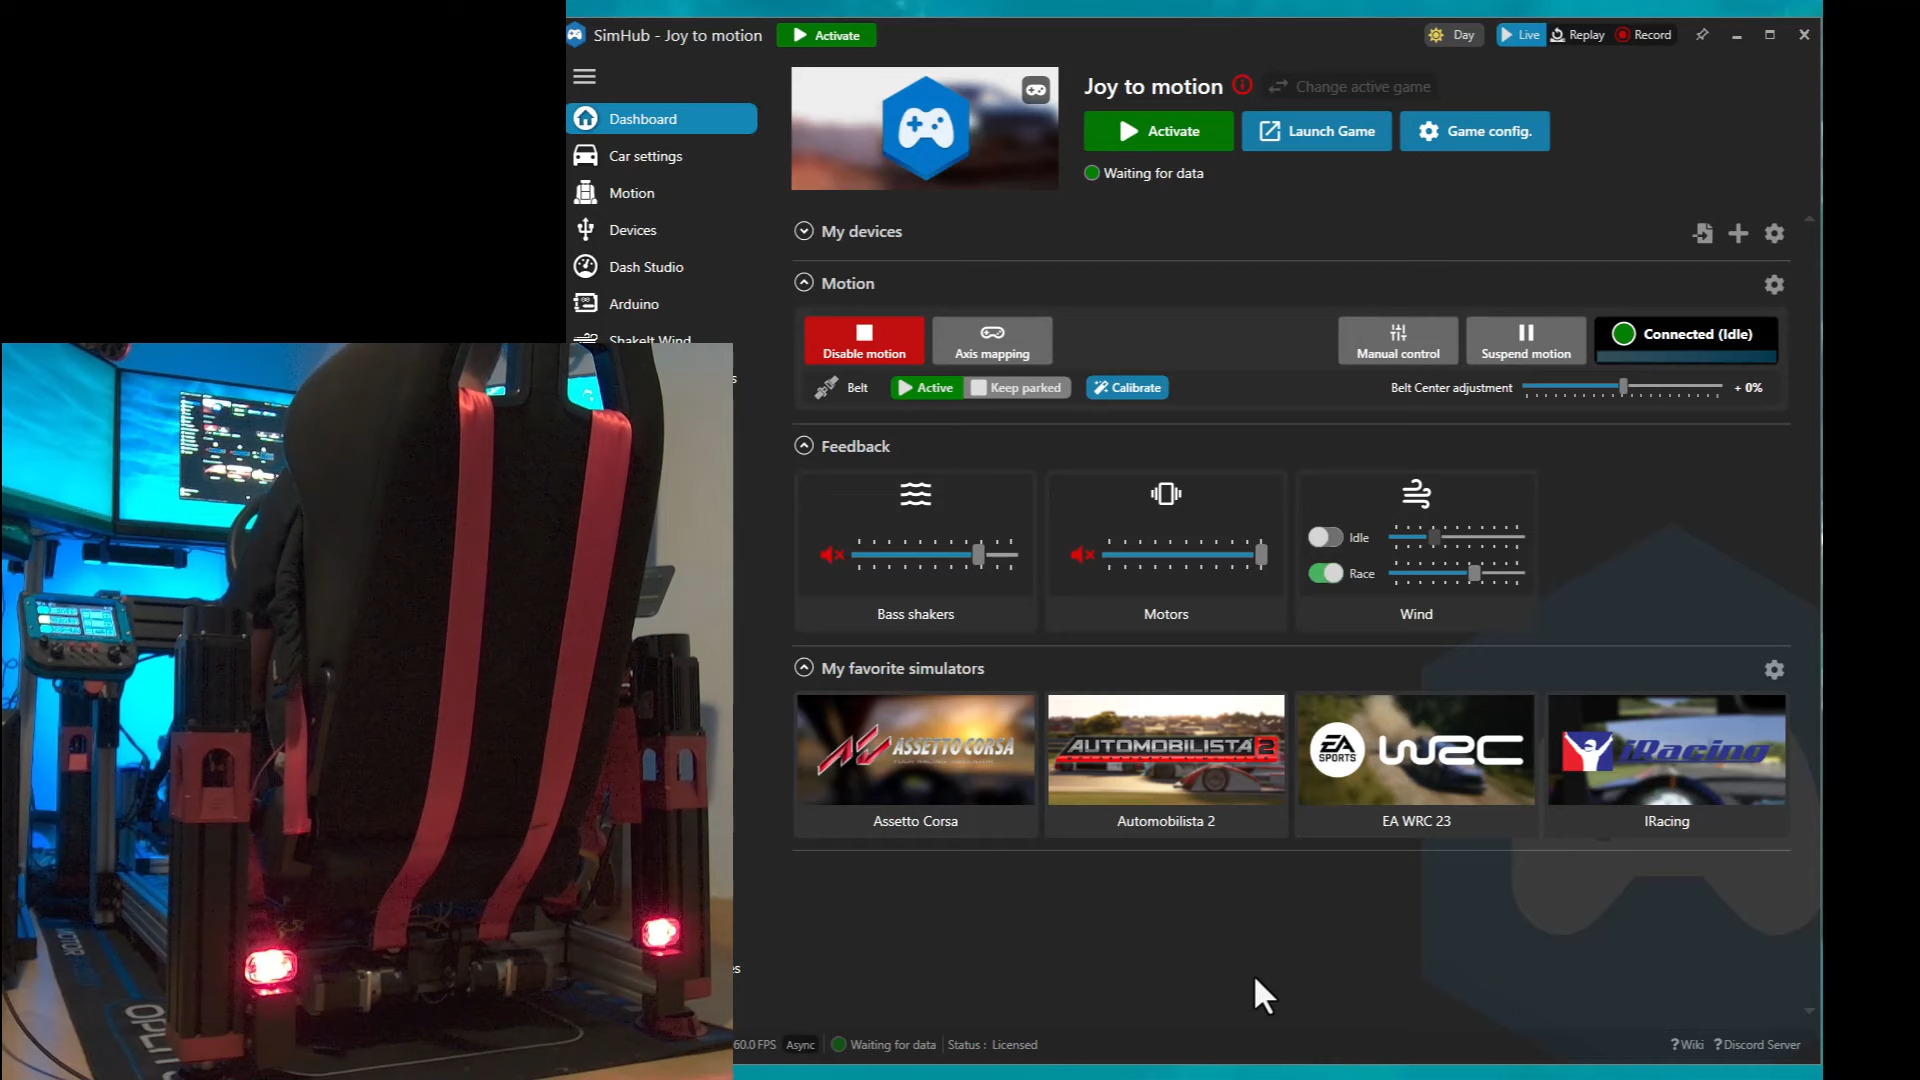 SimHub - Joy to motion
Activate
Day
Live
Replay
Record
Dashboard
Car settings
Motion
Devices
Dash Studio
Arduino
ShakeIt Wind
Joy to motion
Change active game
Activate
Launch Game
Game config.
Waiting for data
My devices
Motion
Disable motion
Axis mapping
Manual control
Suspend motion
Connected (Idle)
Belt
Active
Keep parked
Calibrate
Belt Center adjustment
+ 0%
Feedback
Idle
Race
Bass shakers
Motors
Wind
My favorite simulators
ASSETTO CORSA
AUTOMOBILISTA 2
EA SPORTS WRC
iRacing
Assetto Corsa
Automobilista 2
EA WRC 23
IRacing
60.0 FPS
Async
Waiting for data
Status : Licensed
Wiki
Discord Server